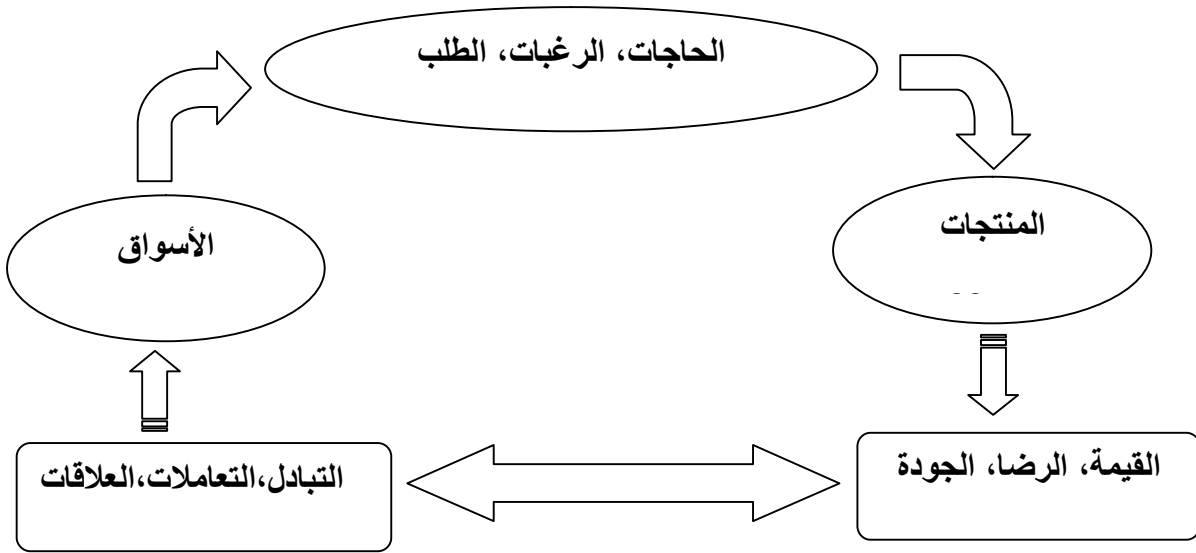 الحاجات، الرغبات، الطلب
المنتجات
الأسواق
القيمة، الرضا، الجودة
التبادل،التعاملات،العلاقات